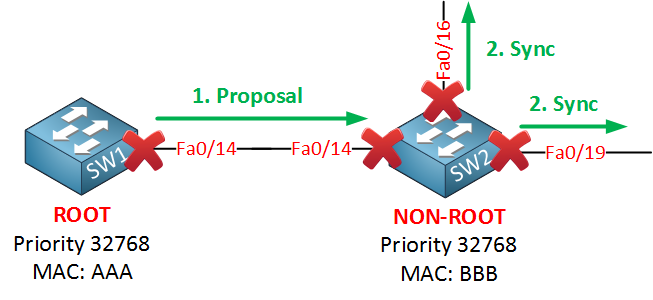 Fa0/16
2. Sync
1. Proposal
2. Sync
SW1
Fa0/14
Fa0/14
SW2
Fa0/19
ROOT
NON-ROOT
Priority 32768
Priority 32768
MAC: AAA
MAC: BBB